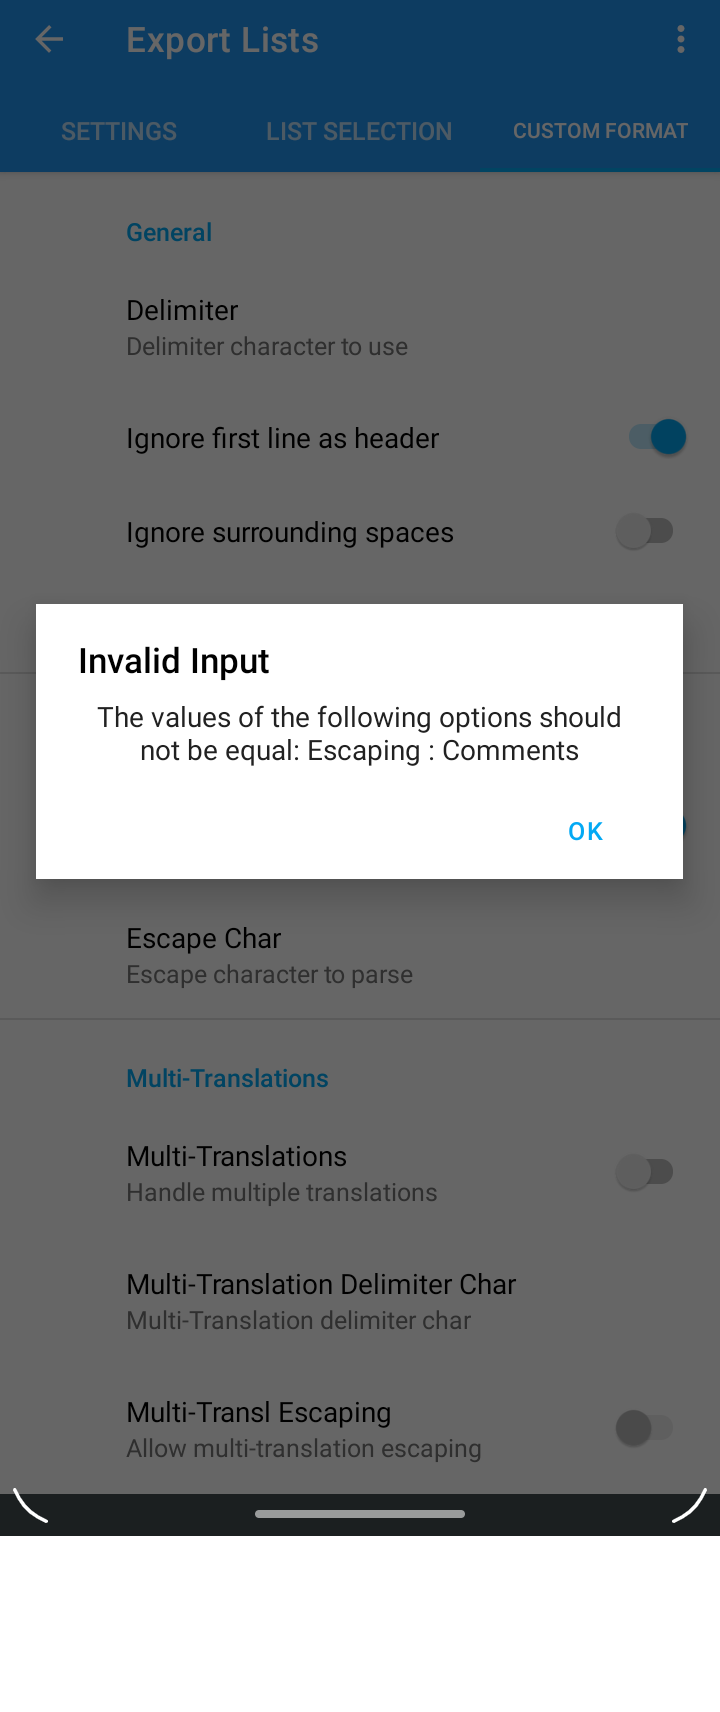 Export Lists
SETTINGS
LIST SELECTION
CUSTOM FORMAT
General
Delimiter
Delimiter character to use
Ignore first line as header
Ignore surrounding spaces
Invalid Input
The values of the following options should
not be equal: Escaping : Comments
OK
Escape Char
Escape character to parse
Multi-Translations
Multi-Translations
Handle multiple translations
Multi-Translation Delimiter Char
Multi-Translation delimiter char
Multi-Transl Escaping
Allow multi-translation escaping